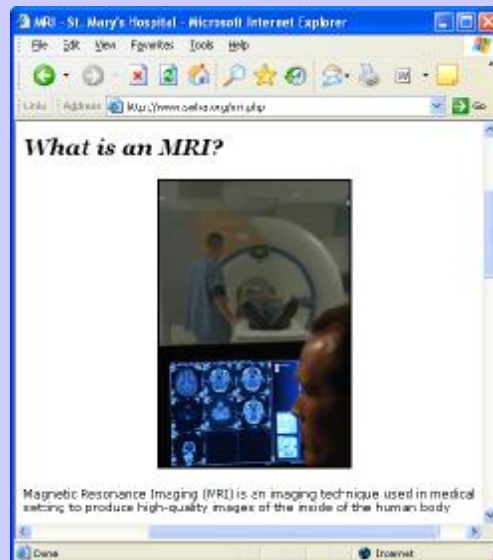 MRI - St. Mary's Hospital - Microsoft Internet Explorer
File Edit View Favorites Tools Help
Links Address
Go
What is an MRI?
Magnetic Resonance Imaging (MRI) is an imaging technique used in medical
setting to produce high-quality images of the inside of the human body
Done Internet